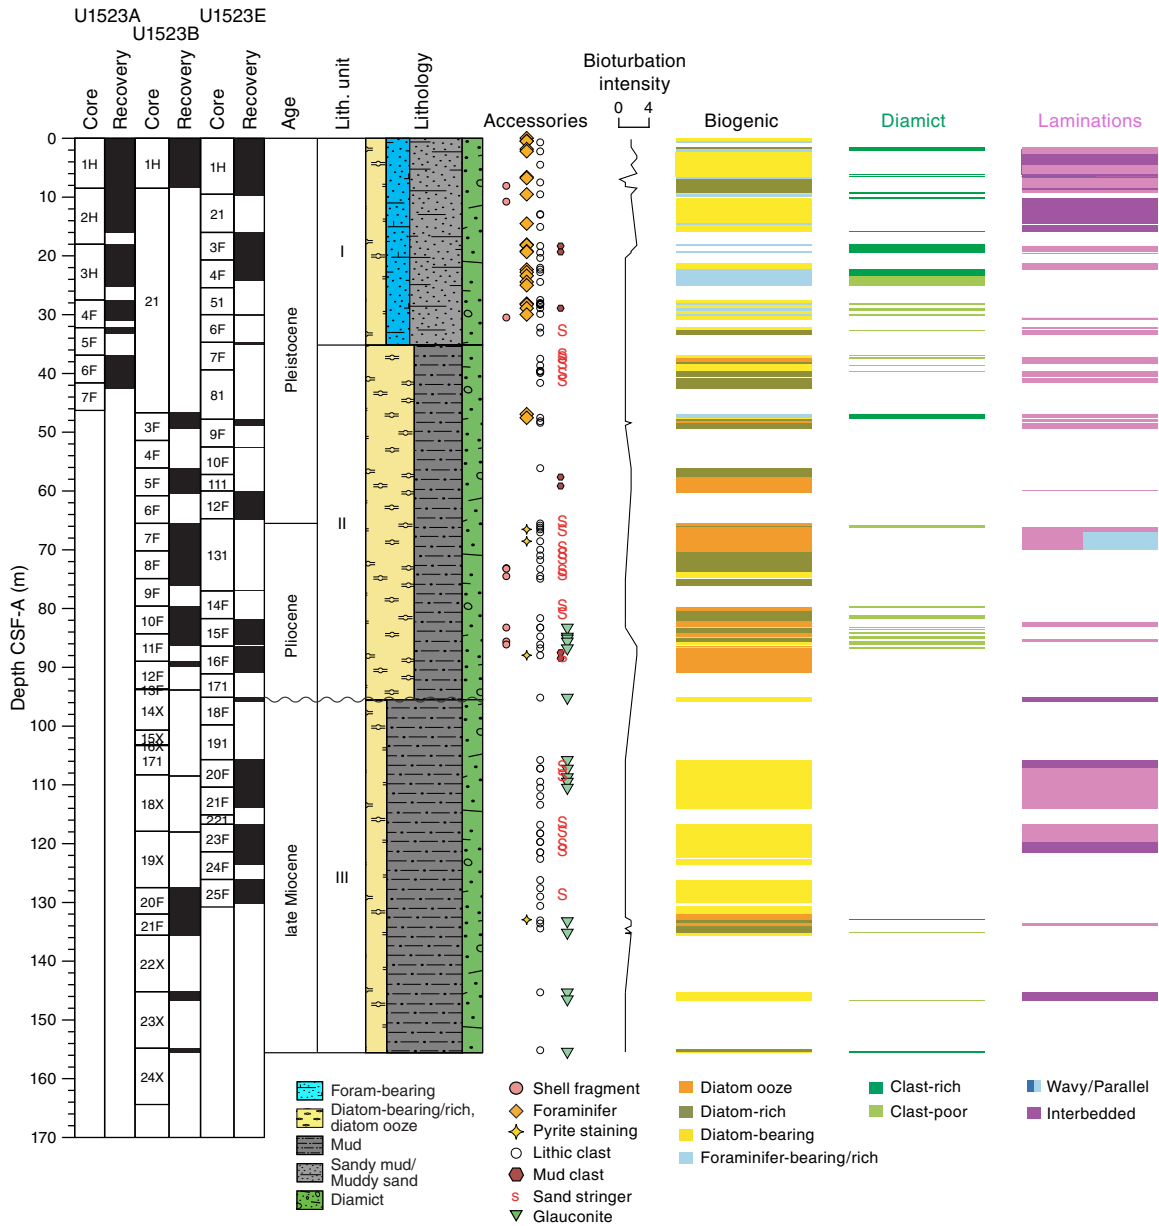 U1523A
U1523B
U1523E
Core
Recovery
Core
Recovery
Core
Recovery
Age
Lith. unit
Lithology
Accessories
Bioturbation
intensity
0 4
Biogenic
Diamict
Laminations
Depth CSF-A (m)
0
10
20
30
40
50
60
70
80
90
100
110
120
130
140
150
160
170
1H
2H
3H
4F
5F
6F
7F
1H
21
3F
4F
5F
6F
7F
8F
9F
10F
11F
12F
13F
14X
15X
16X
171
18X
19X
20F
21F
22X
23X
24X
1H
21
3F
4F
51
6F
7F
81
9F
10F
111
12F
131
14F
15F
16F
171
18F
191
20F
21F
221
23F
24F
25F
Pleistocene
Pliocene
late Miocene
I
II
III
Foram-bearing
Diatom-bearing/rich,
diatom ooze
Mud
Sandy mud/
Muddy sand
Diamict
Shell fragment
Foraminifer
Pyrite staining
Lithic clast
Mud clast
s Sand stringer
Glauconite
Diatom ooze
Diatom-rich
Diatom-bearing
Foraminifer-bearing/rich
Clast-rich
Clast-poor
Wavy/Parallel
Interbedded